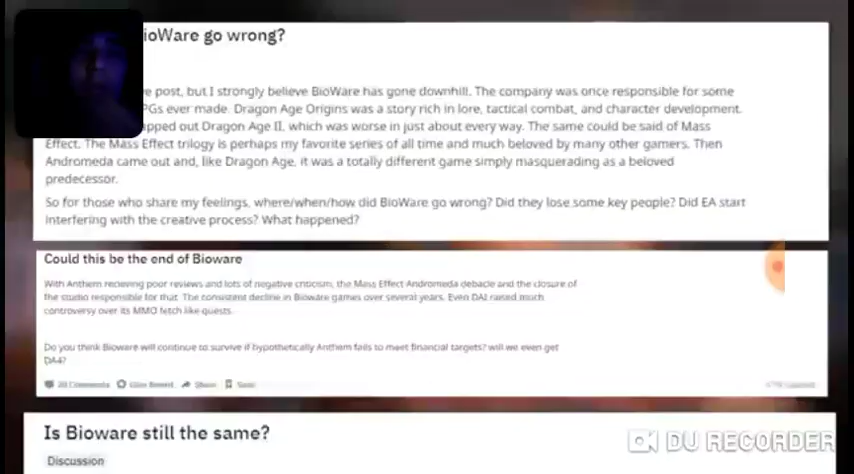 ioWare go wrong?
e post, but I strongly believe BioWare has gone downhill. The company was once responsible for some
PGs ever made. Dragon Age Origins was a story rich in lore, tactical combat, and character development.
apped out Dragon Age II, which was worse in just about every way. The same could be said of Mass
Effect. The Mass Effect trilogy is perhaps my favorite series of all time and much beloved by many other gamers. Then
Andromeda came out and, like Dragon Age, it was a totally different game simply masquerading as a beloved
predecessor.
So for those who share my feelings, where/when/how did BioWare go wrong? Did they lose some key people? Did EA start
interfering with the creative process? What happened?
Could this be the end of Bioware
With Anthem receiving poor reviews and lots of negative criticism, the Mass Effect Andromeda debacle and the closure of
the studio responsible for that. The consistent decline in Bioware games over several years. Even DAI raised much
controversy over its MMO fetch like quests.
Do you think Bioware will continue to survive if hypothetically Anthem fails to meet financial targets? will we even get
DA4?
Comments Share Save
Is Bioware still the same?
Discussion
DU RECORDER